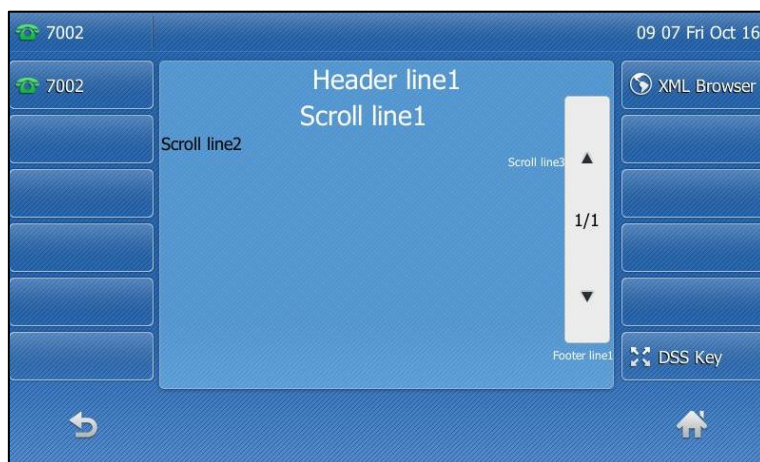 7002
09 07 Fri Oct 16
7002
Header line1
XML Browser
Scroll line1
Scroll line2
Scroll line3
1/1
Footer line1
DSS Key